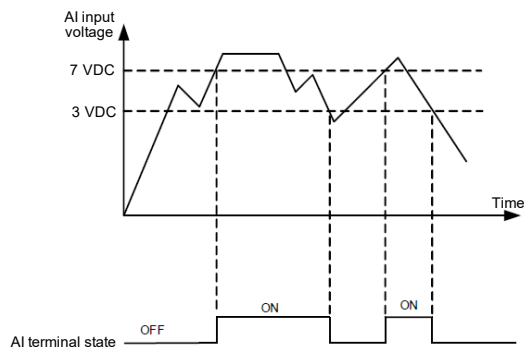 AI input
voltage
7 VDC
3 VDC
Time
ON
ON
OFF
AI terminal state